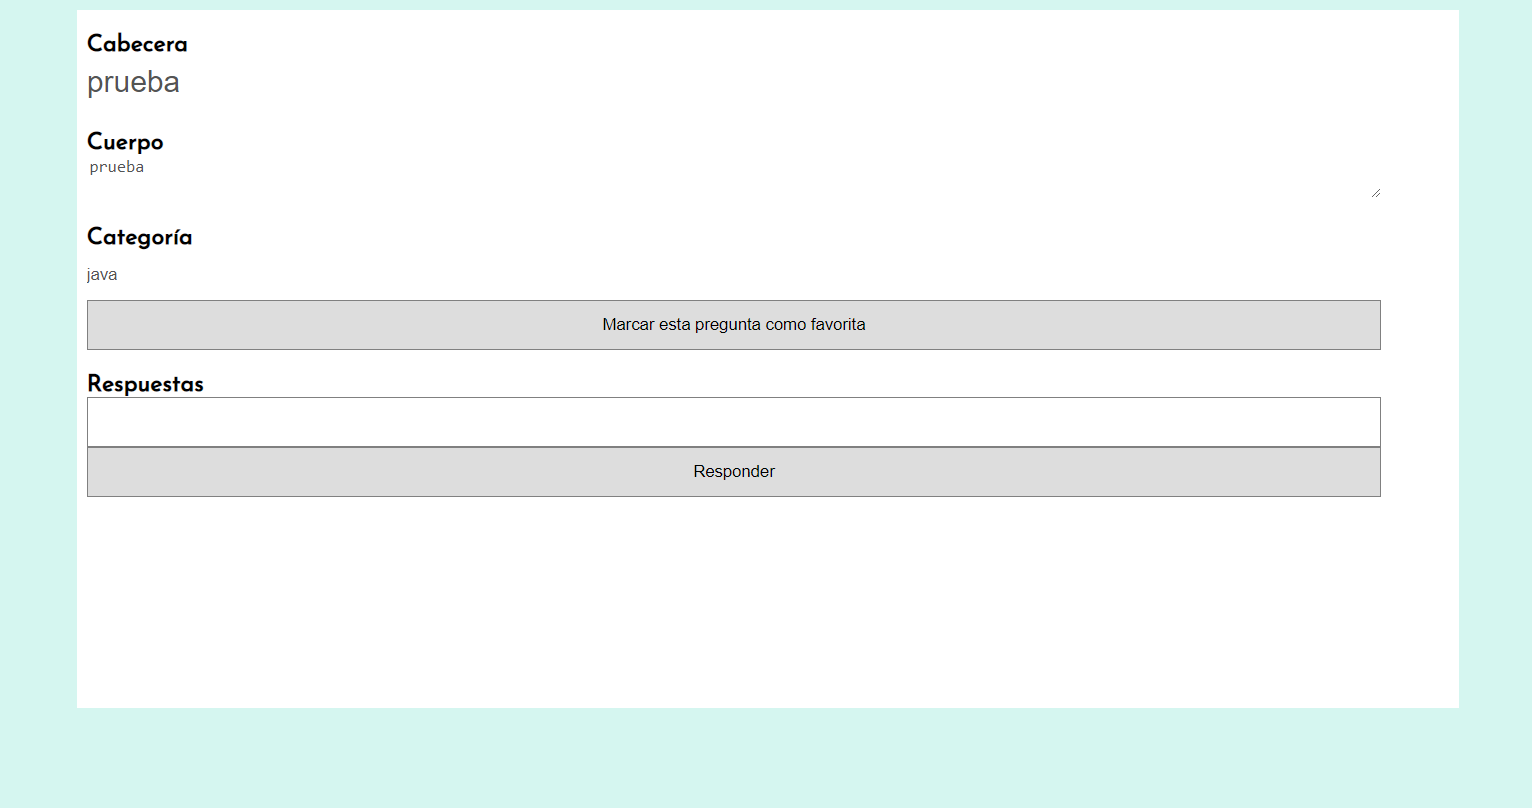 Cabecera
prueba
Cuerpo
prueba
Categoría
java
Marcar esta pregunta como favorita
Respuestas
Responder